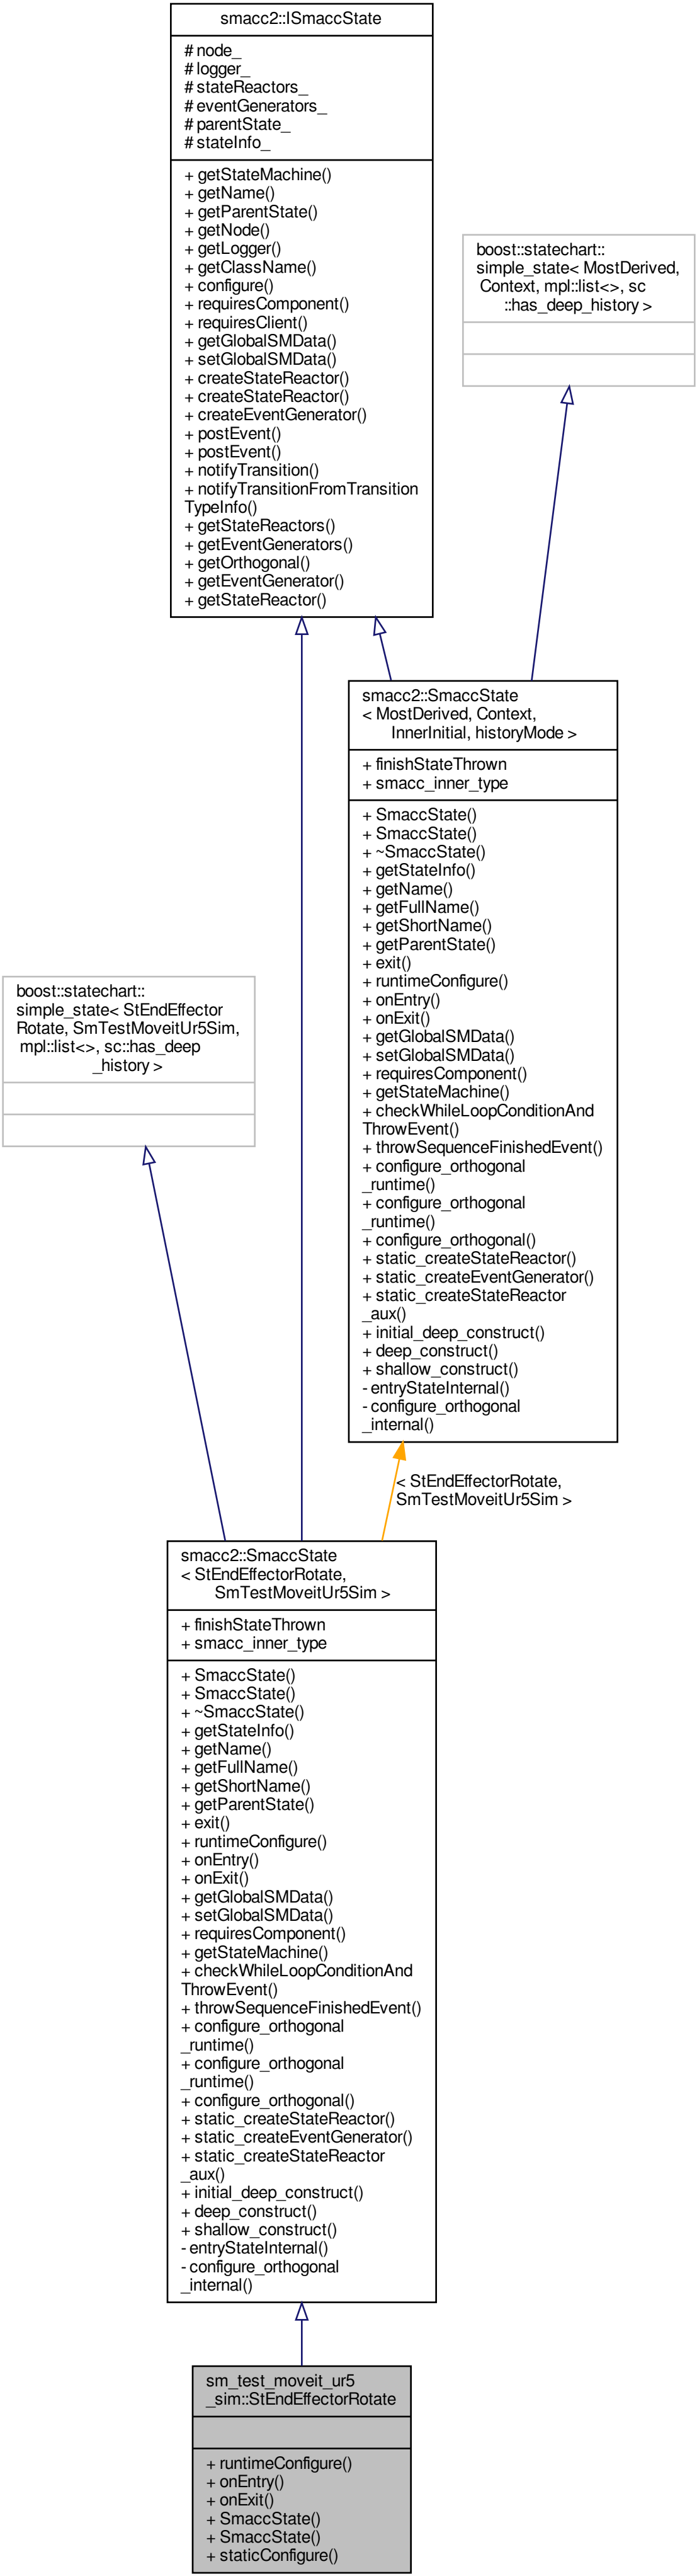 smacc2::ISmaccState
# node_
# logger_
# stateReactors_
# eventGenerators_
# parentState_
# stateInfo_
+ getStateMachine()
+ getName()
+ getParentState()
+ getNode()
+ getLogger()
+ getClassName()
+ configure()
+ requiresComponent()
+ requiresClient()
+ getGlobalSMData()
+ setGlobalSMData()
+ createStateReactor()
+ createStateReactor()
+ createEventGenerator()
+ postEvent()
+ postEvent()
+ notifyTransition()
+ notifyTransitionFromTransition
TypeInfo()
+ getStateReactors()
+ getEventGenerators()
+ getOrthogonal()
+ getEventGenerator()
+ getStateReactor()
boost::statechart::
simple_state< MostDerived,
Context, mpl::list<>, sc
::has_deep_history >
smacc2::SmaccState
< MostDerived, Context,
InnerInitial, historyMode >
+ finishStateThrown
+ smacc_inner_type
+ SmaccState()
+ SmaccState()
+ ~SmaccState()
+ getStateInfo()
+ getName()
+ getFullName()
+ getShortName()
+ getParentState()
+ exit()
+ runtimeConfigure()
+ onEntry()
+ onExit()
+ getGlobalSMData()
+ setGlobalSMData()
+ requiresComponent()
+ getStateMachine()
+ checkWhileLoopConditionAnd
ThrowEvent()
+ throwSequenceFinishedEvent()
+ configure_orthogonal
_runtime()
+ configure_orthogonal
_runtime()
+ configure_orthogonal()
+ static_createStateReactor()
+ static_createEventGenerator()
+ static_createStateReactor
_aux()
+ initial_deep_construct()
+ deep_construct()
+ shallow_construct()
- entryStateInternal()
- configure_orthogonal
_internal()
boost::statechart::
simple_state< StEndEffector
Rotate, SmTestMoveitUr5Sim,
mpl::list<>, sc::has_deep
_history >
< StEndEffectorRotate,
SmTestMoveitUr5Sim >
smacc2::SmaccState
< StEndEffectorRotate,
SmTestMoveitUr5Sim >
+ finishStateThrown
+ smacc_inner_type
+ SmaccState()
+ SmaccState()
+ ~SmaccState()
+ getStateInfo()
+ getName()
+ getFullName()
+ getShortName()
+ getParentState()
+ exit()
+ runtimeConfigure()
+ onEntry()
+ onExit()
+ getGlobalSMData()
+ setGlobalSMData()
+ requiresComponent()
+ getStateMachine()
+ checkWhileLoopConditionAnd
ThrowEvent()
+ throwSequenceFinishedEvent()
+ configure_orthogonal
_runtime()
+ configure_orthogonal
_runtime()
+ configure_orthogonal()
+ static_createStateReactor()
+ static_createEventGenerator()
+ static_createStateReactor
_aux()
+ initial_deep_construct()
+ deep_construct()
+ shallow_construct()
- entryStateInternal()
- configure_orthogonal
_internal()
sm_test_moveit_ur5
_sim::StEndEffectorRotate
+ runtimeConfigure()
+ onEntry()
+ onExit()
+ SmaccState()
+ SmaccState()
+ staticConfigure()